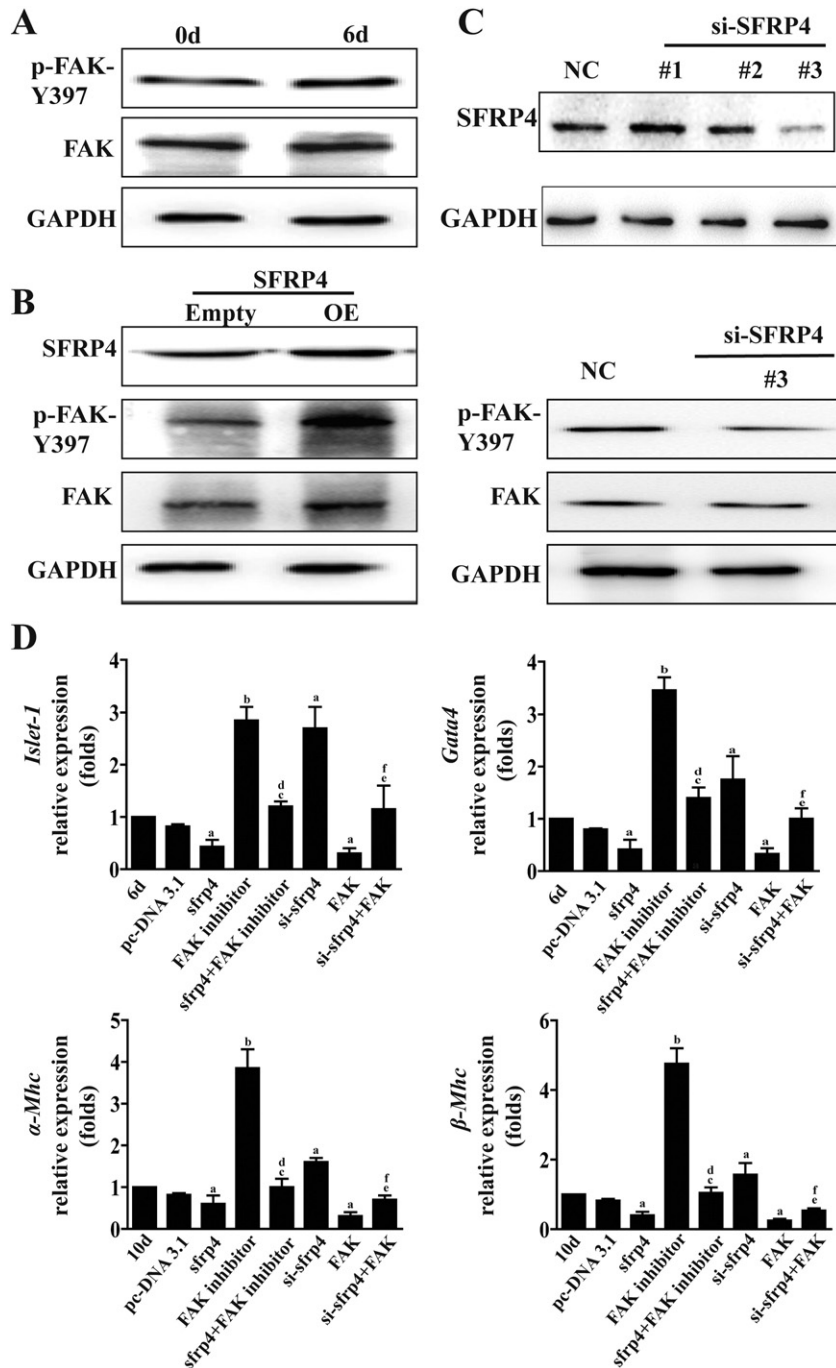 A
0d 6d
p-FAK-
Y397
FAK
GAPDH
B
SFRP4
Empty OE
SFRP4
p-FAK-
Y397
FAK
GAPDH
C
si-SFRP4
NC #1 #2 #3
SFRP4
GAPDH
si-SFRP4
NC #3
p-FAK-
Y397
FAK
GAPDH
D
Islet-1
relative expression
(folds)
4
3
2
1
0
a b d c a a f e
6d
pc-DNA 3.1
sfrp4
FAK inhibitor
sfrp4+FAK inhibitor
si-sfrp4
FAK
si-sfrp4+FAK
Gata4
relative expression
(folds)
4
3
2
1
0
a b d c a a f e
6d
pc-DNA 3.1
sfrp4
FAK inhibitor
sfrp4+FAK inhibitor
si-sfrp4
FAK
si-sfrp4+FAK
α-Mhc
relative expression
(folds)
5
4
3
2
1
0
a b d c a a f e
10d
pc-DNA 3.1
sfrp4
FAK inhibitor
sfrp4+FAK inhibitor
si-sfrp4
FAK
si-sfrp4+FAK
β-Mhc
relative expression
(folds)
6
4
2
0
a b d c a a f e
10d
pc-DNA 3.1
sfrp4
FAK inhibitor
sfrp4+FAK inhibitor
si-sfrp4
FAK
si-sfrp4+FAK